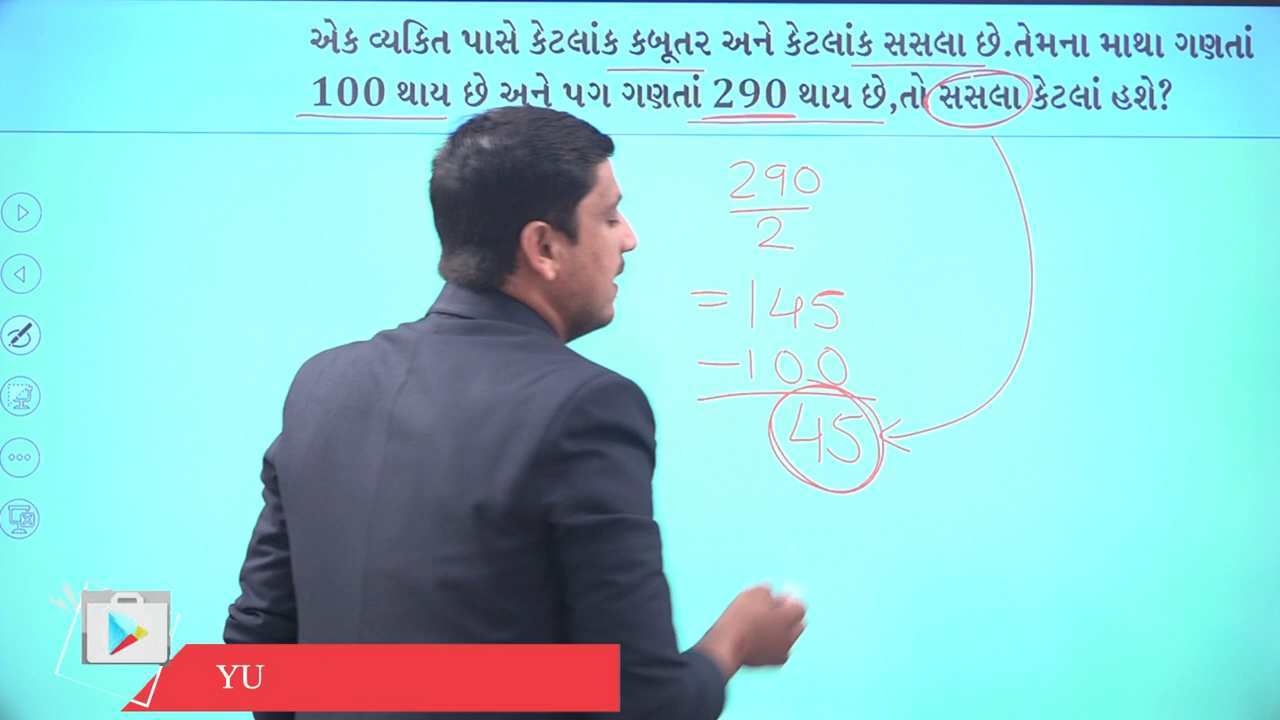 એક વ્યકિત પાસે કેટલાંક કબૂતર અને કેટલાંક સસલા છે.તેમના માથા ગણતાં
100 થાય છે અને પગ ગણતાં 290 થાય છે,તો સસલા કેટલાં હશે?
290
2
=145
-100
45
YU